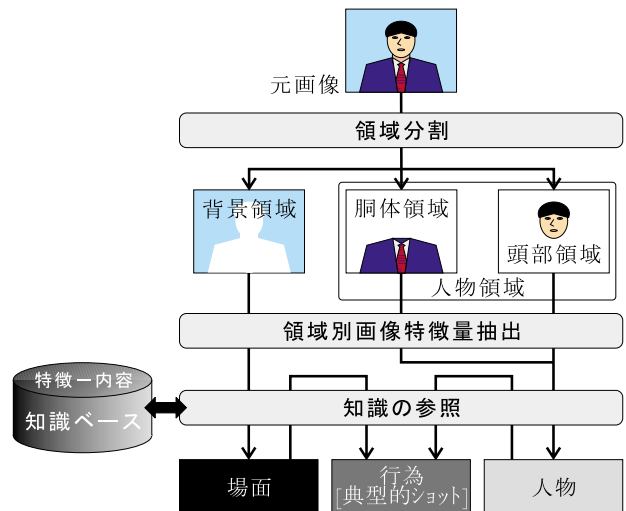 元画像
領域分割
背景領域
胴体領域
頭部領域
人物領域
領域別画像特徴量抽出
特徴ー内容
知識ベース
知識の参照
場面
行為
[典型的ショット]
人物